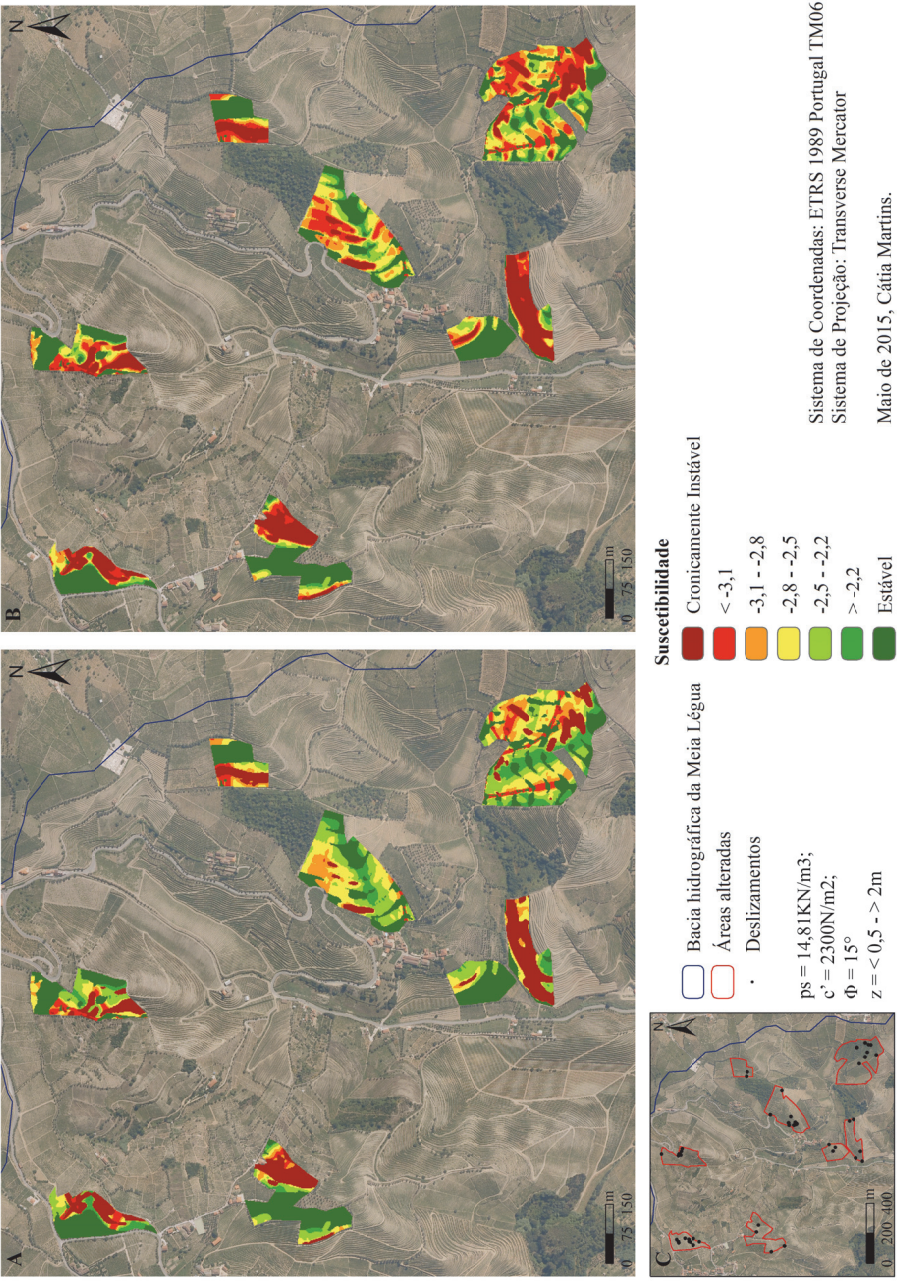 A
N
0 75 150
m
B
N
0 75 150
m
C
N
0 200 400
m
Bacia hidrográfica da Meia Légua
Áreas alteradas
Deslizamentos
ps = 14,81KN/m3;
c' = 2300N/m2;
Φ = 15°
z = < 0,5 - > 2m
Suscetibilidade
Cronicamente Instável
< -3,1
-3,1 - -2,8
-2,8 - -2,5
-2,5 - -2,2
> -2,2
Estável
Sistema de Coordenadas: ETRS 1989 Portugal TM06
Sistema de Projeção: Transverse Mercator
Maio de 2015, Cátia Martins.